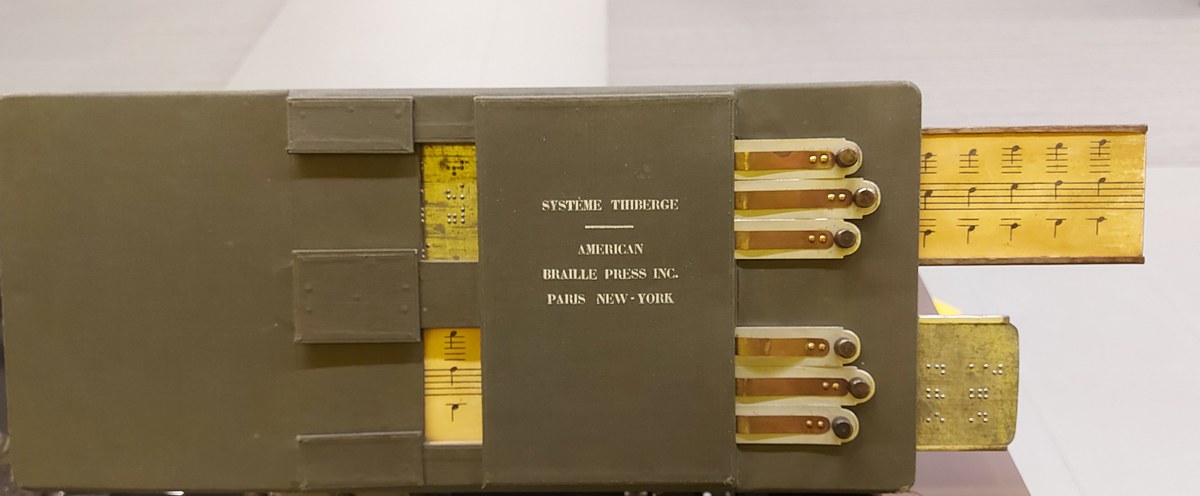 SYSTÈME THIBERGE
AMERICAN
BRAILLE PRESS INC.
PARIS NEW-YORK